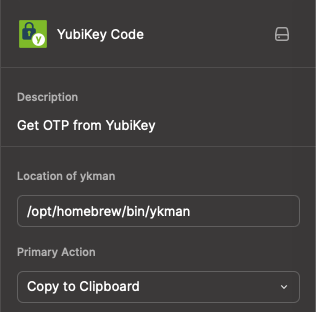 YubiKey Code
Description
Get OTP from YubiKey
Location of ykman
/opt/homebrew/bin/ykman
Primary Action
Copy to Clipboard